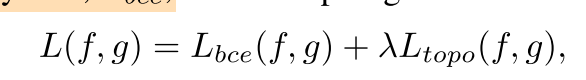 L(f, g) = L_{bce}(f, g) + λL_{topo}(f, g),